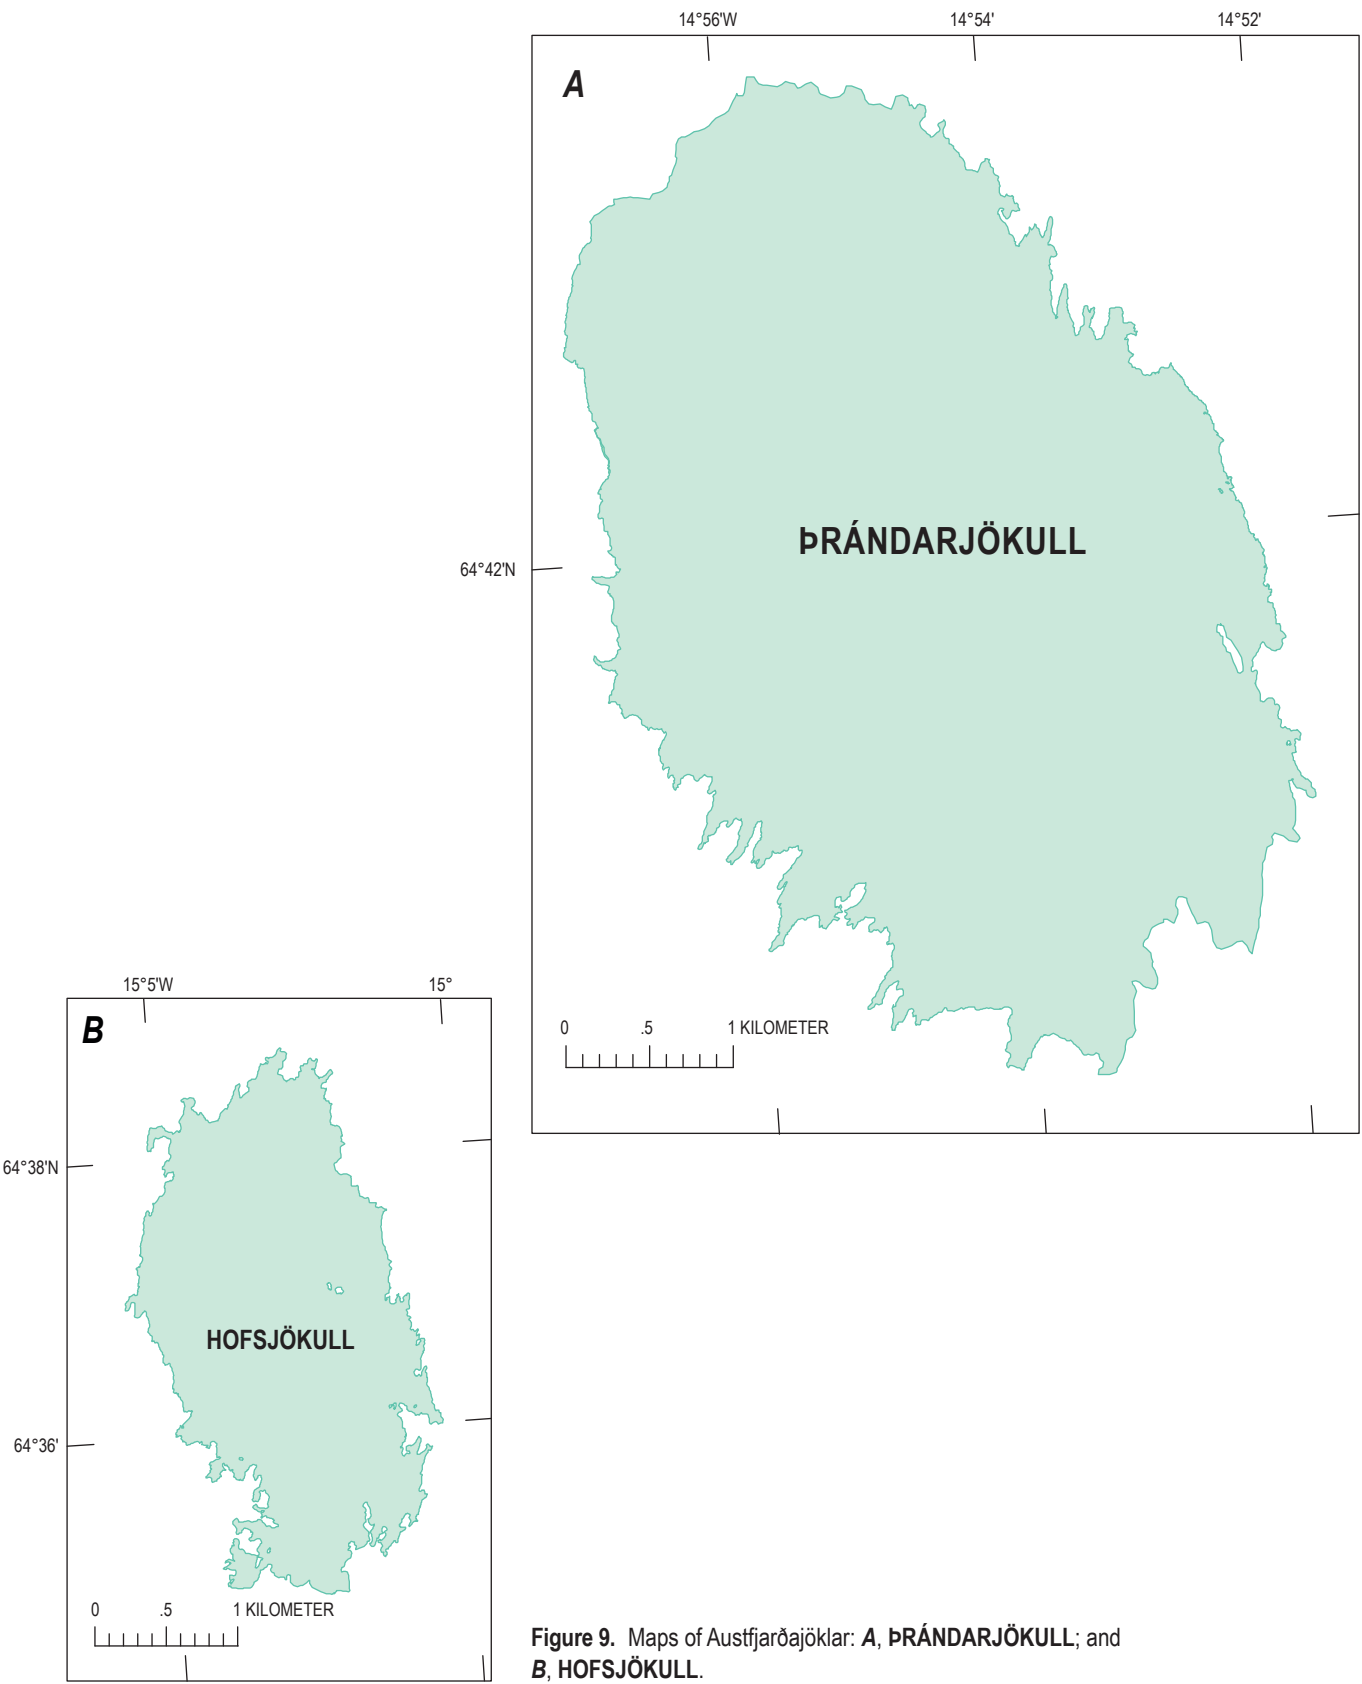 14°56'W 14°54' 14°52'
A
ÞRÁNDARJÖKULL
64°42'N
0 .5 1 KILOMETER
15°5'W 15°
B
64°38'N
HOFSJÖKULL
64°36'
0 .5 1 KILOMETER
Figure 9. Maps of Austfjarðajöklar: A, ÞRÁNDARJÖKULL; and
B, HOFSJÖKULL.